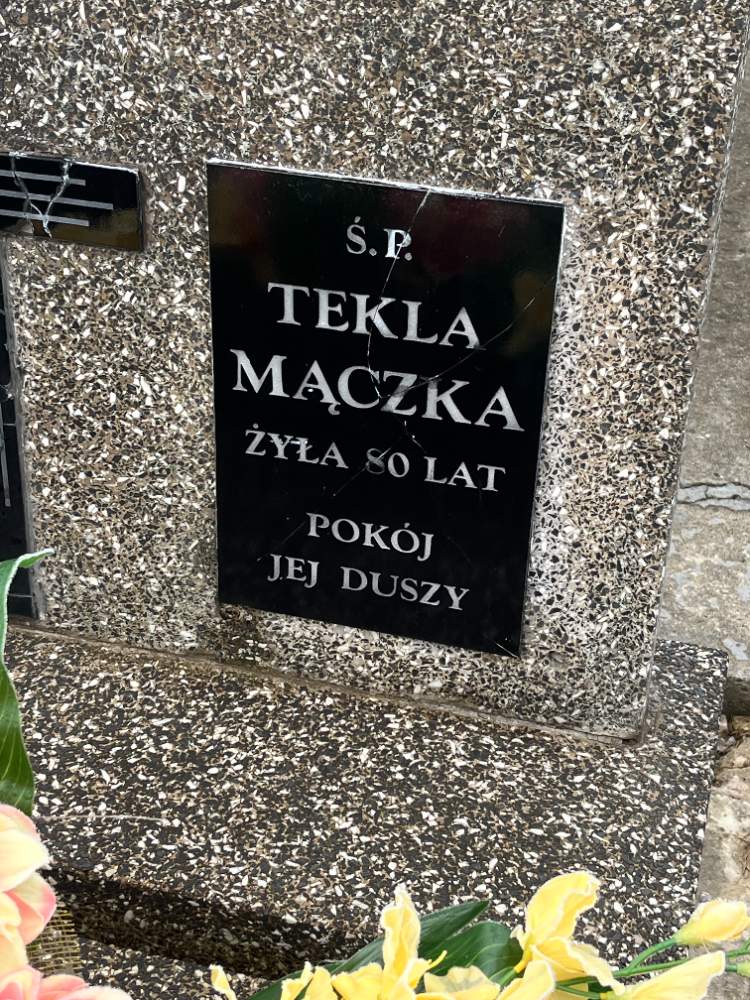 Ś.P.
TEKLA
MĄCZKA
ŻYŁA 80 LAT
POKÓJ
JEJ DUSZY